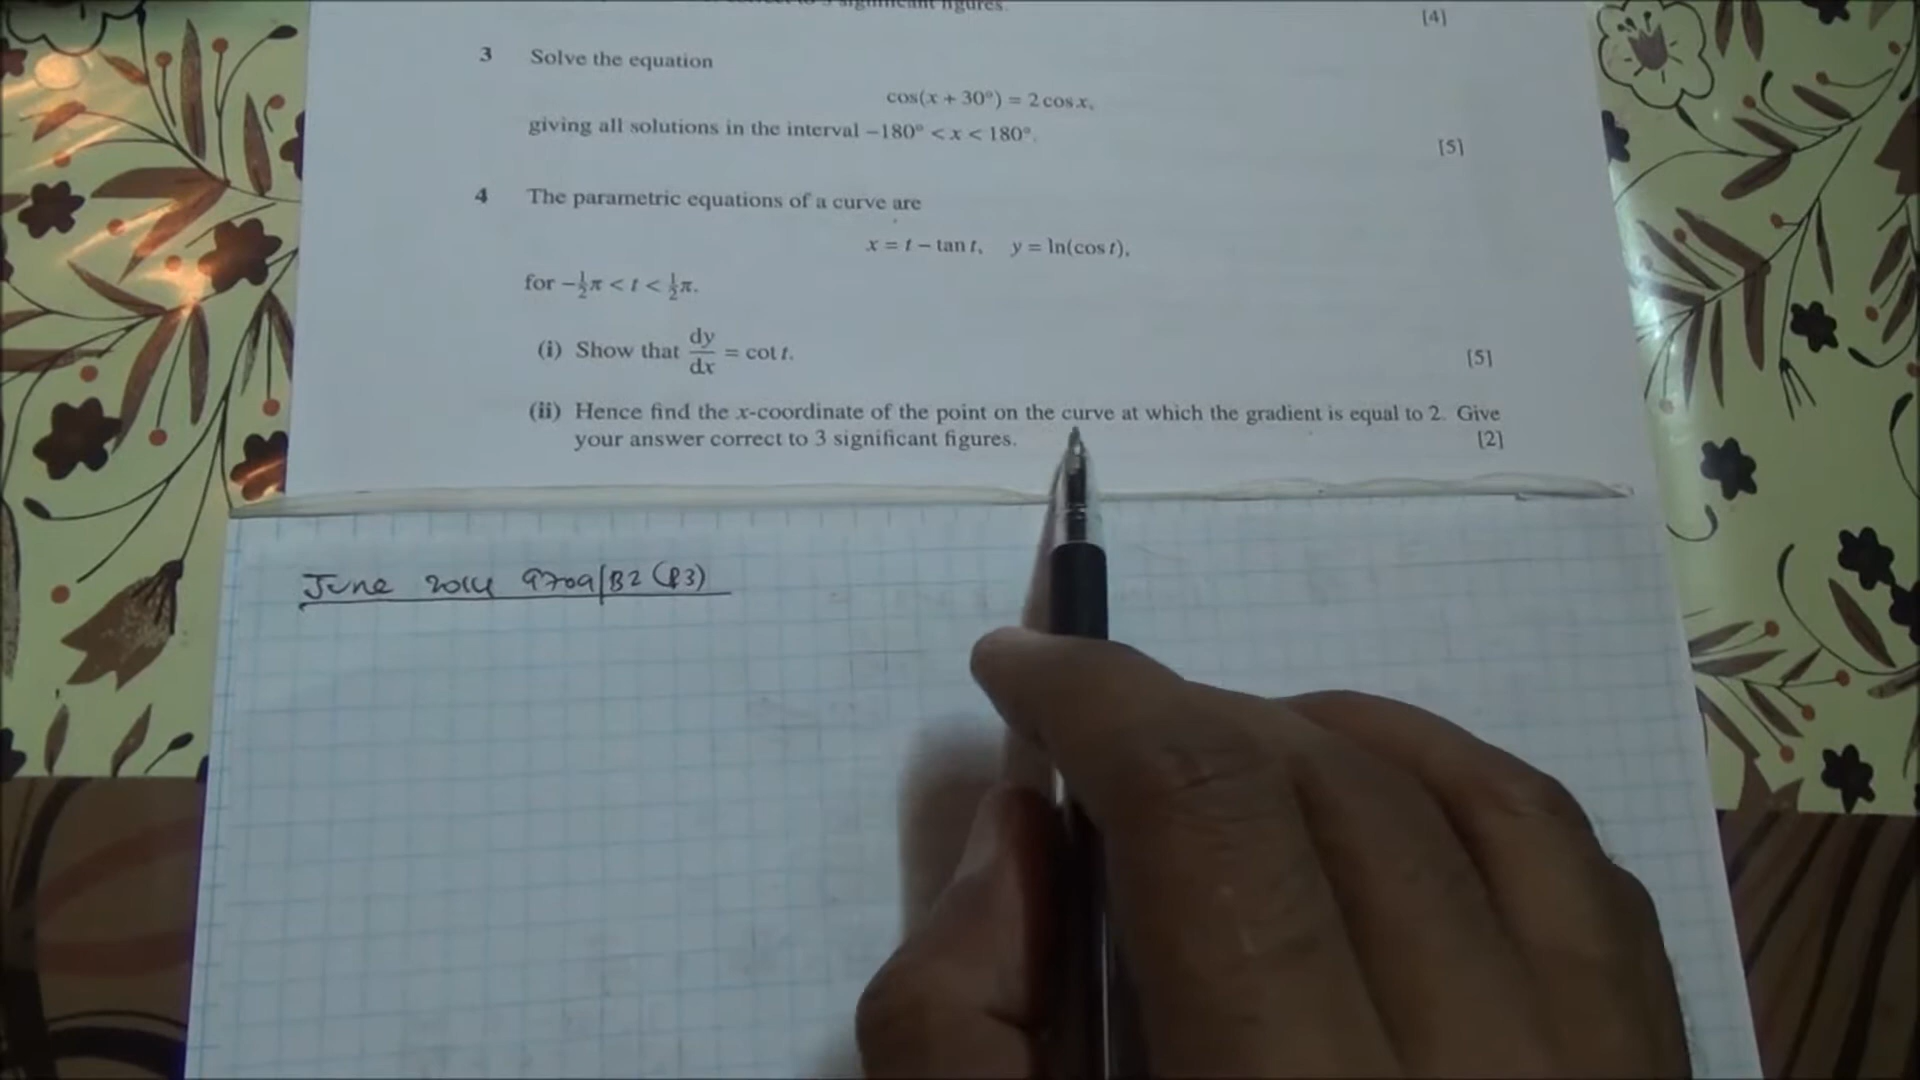 significant figures.
[4]
3 Solve the equation
cos(x + 30°) = 2 cos x,
giving all solutions in the interval −180° < x < 180°.
[5]
4 The parametric equations of a curve are
x = t − tan t, y = ln(cos t),
for −½π < t < ½π.
(i) Show that dy/dx = cot t.
[5]
(ii) Hence find the x-coordinate of the point on the curve at which the gradient is equal to 2. Give
your answer correct to 3 significant figures.
[2]
June 2014 9709/32 (P3)